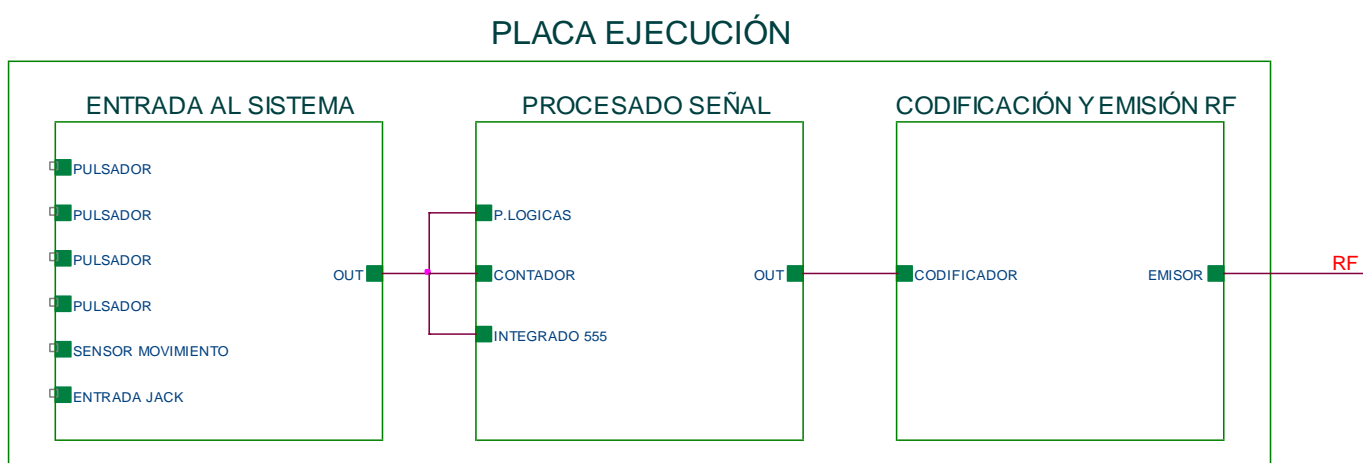 PLACA EJECUCIÓN
ENTRADA AL SISTEMA
PULSADOR
PULSADOR
PULSADOR
PULSADOR
SENSOR MOVIMIENTO
ENTRADA JACK
OUT
PROCESADO SEÑAL
P.LOGICAS
CONTADOR
INTEGRADO 555
OUT
CODIFICACIÓN Y EMISIÓN RF
CODIFICADOR
EMISOR
RF